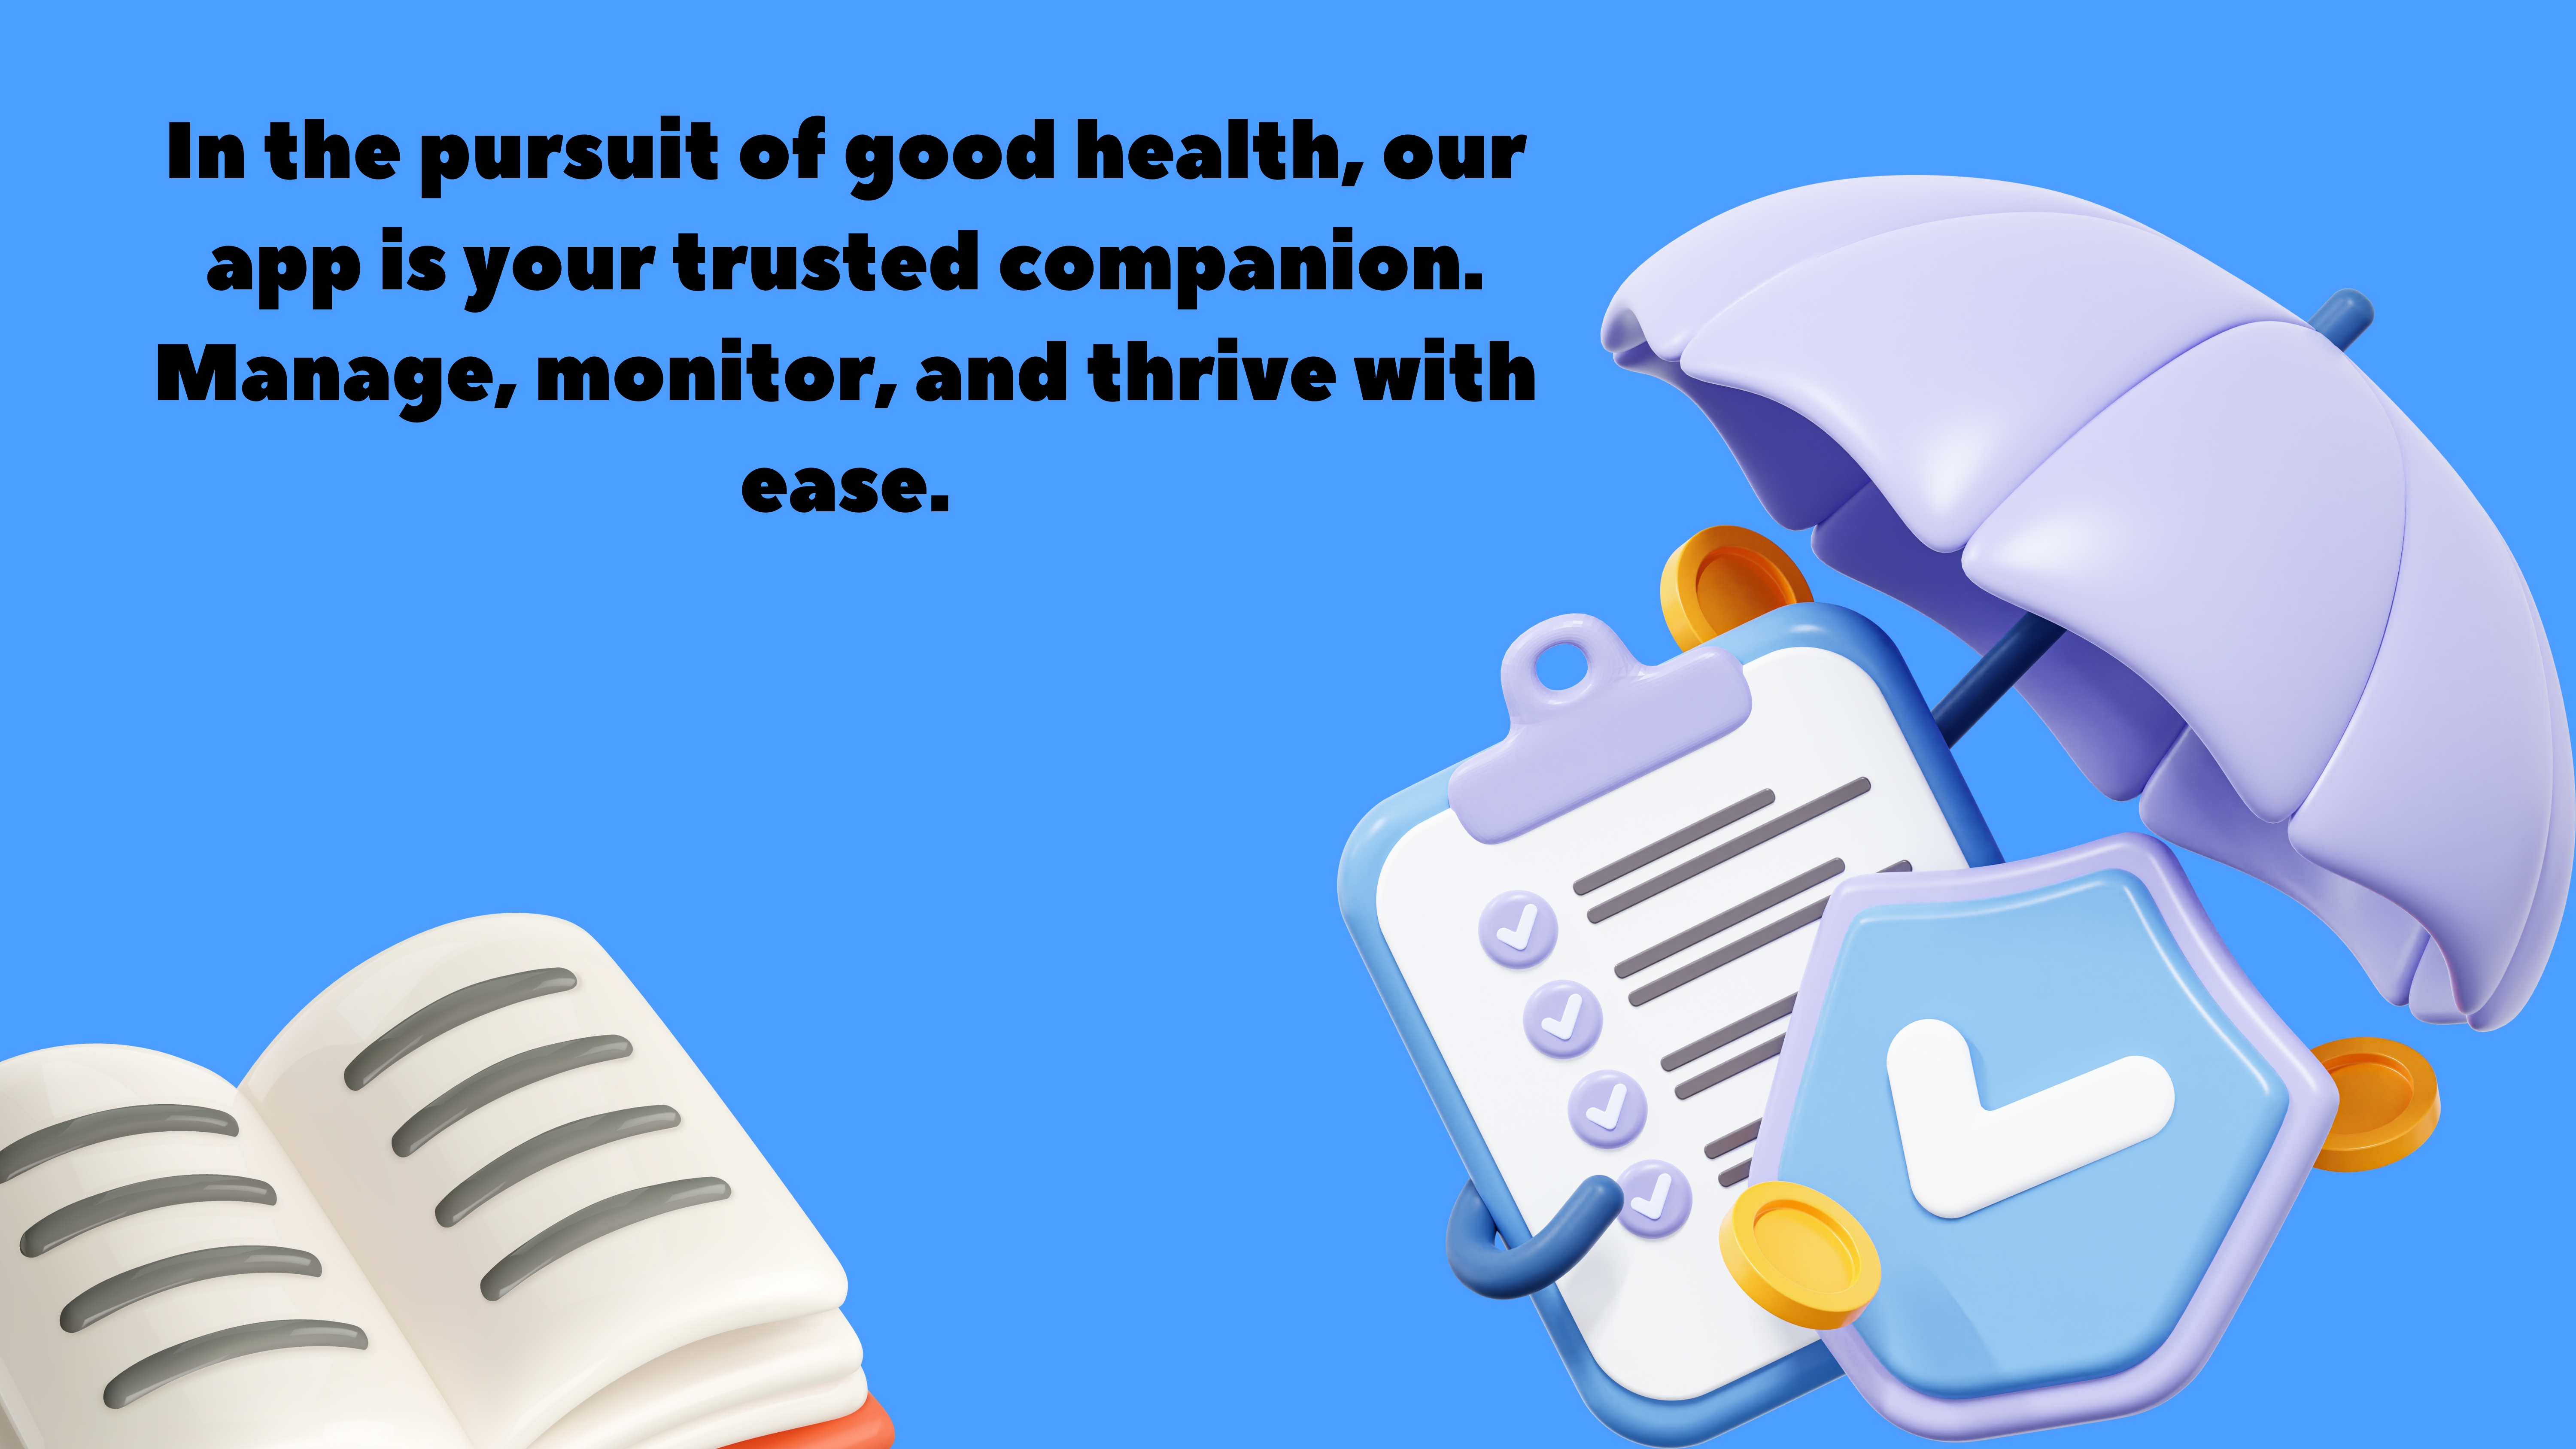 In the pursuit of good health, our
app is your trusted companion.
Manage, monitor, and thrive with
ease.